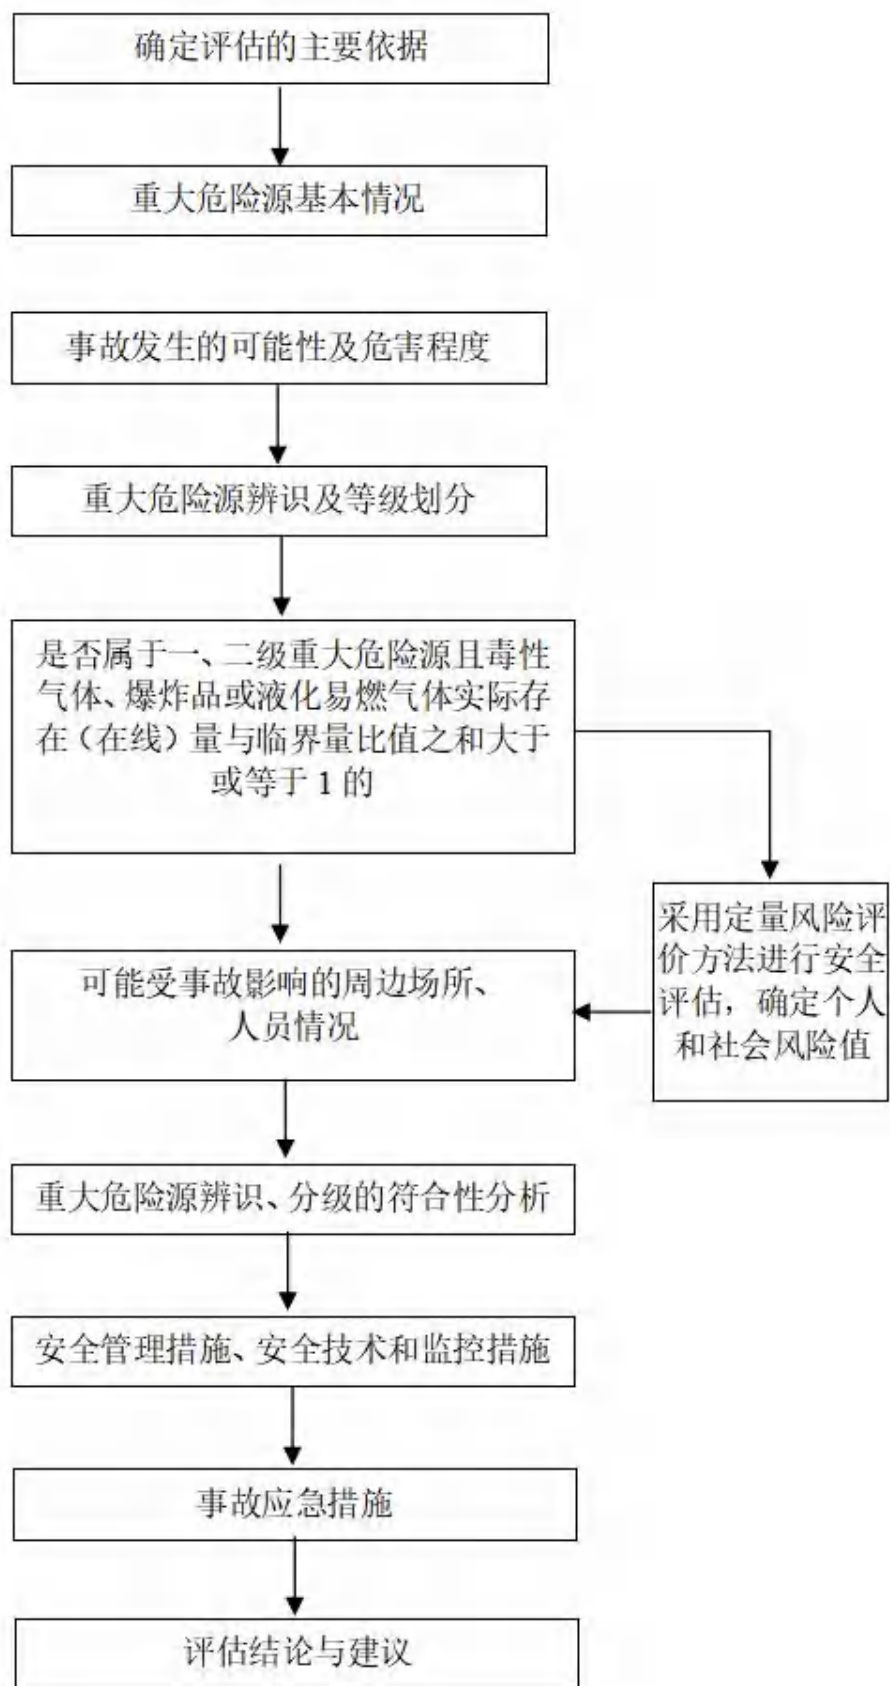 确定评估的主要依据
重大危险源基本情况
事故发生的可能性及危害程度
重大危险源辨识及等级划分
是否属于一、二级重大危险源且毒性
气体、爆炸品或液化易燃气体实际存
在（在线）量与临界量比值之和大于
或等于 1 的
采用定量风险评
价方法进行安全
评估，确定个人
和社会风险值
可能受事故影响的周边场所、
人员情况
重大危险源辨识、分级的符合性分析
安全管理措施、安全技术和监控措施
事故应急措施
评估结论与建议